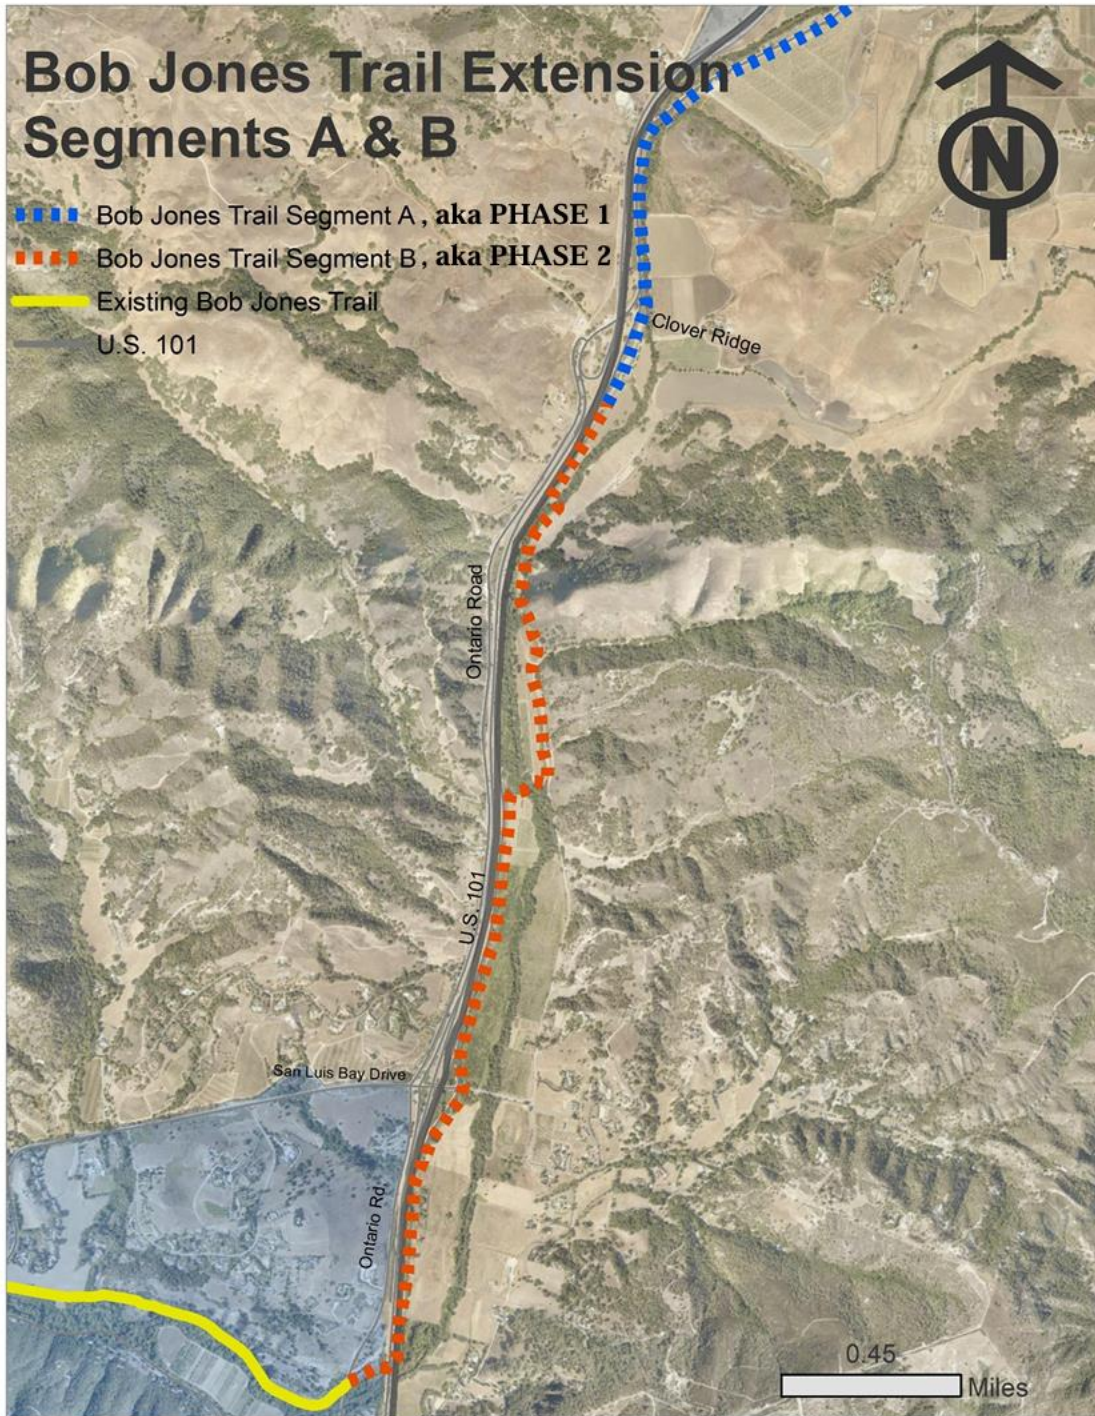 Bob Jones Trail Extension
Segments A & B
N
Bob Jones Trail Segment A , aka PHASE 1
Bob Jones Trail Segment B , aka PHASE 2
Existing Bob Jones Trail
U.S. 101
Clover Ridge
Ontario Road
U.S. 101
San Luis Bay Drive
Ontario Rd
0.45
Miles